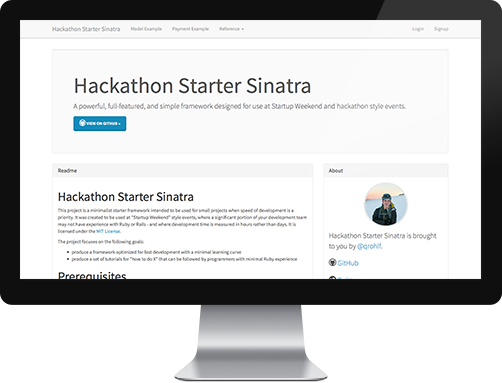 Hackathon Starter Sinatra Model Example Payment Example Reference Login Signup
Hackathon Starter Sinatra
A powerful, full-featured, and simple framework designed for use at Startup Weekend and hackathon style events.
VIEW ON GITHUB »
Readme
Hackathon Starter Sinatra
This project is a minimalist starter framework intended to be used for small projects when speed of development is a
priority. It was created to be used at "Startup Weekend" style events, where a significant portion of your development team
may not have experience with Ruby or Rails - and where development time is measured in hours rather than days. It is
licensed under the MIT License.
The project focuses on the following goals:
produce a framework optimized for fast development with a minimal learning curve
produce a set of tutorials for "how to do X" that can be followed by programmers with minimal Ruby experience
Prerequisites
About
Hackathon Starter Sinatra is brought
to you by @qrohlf.
GitHub